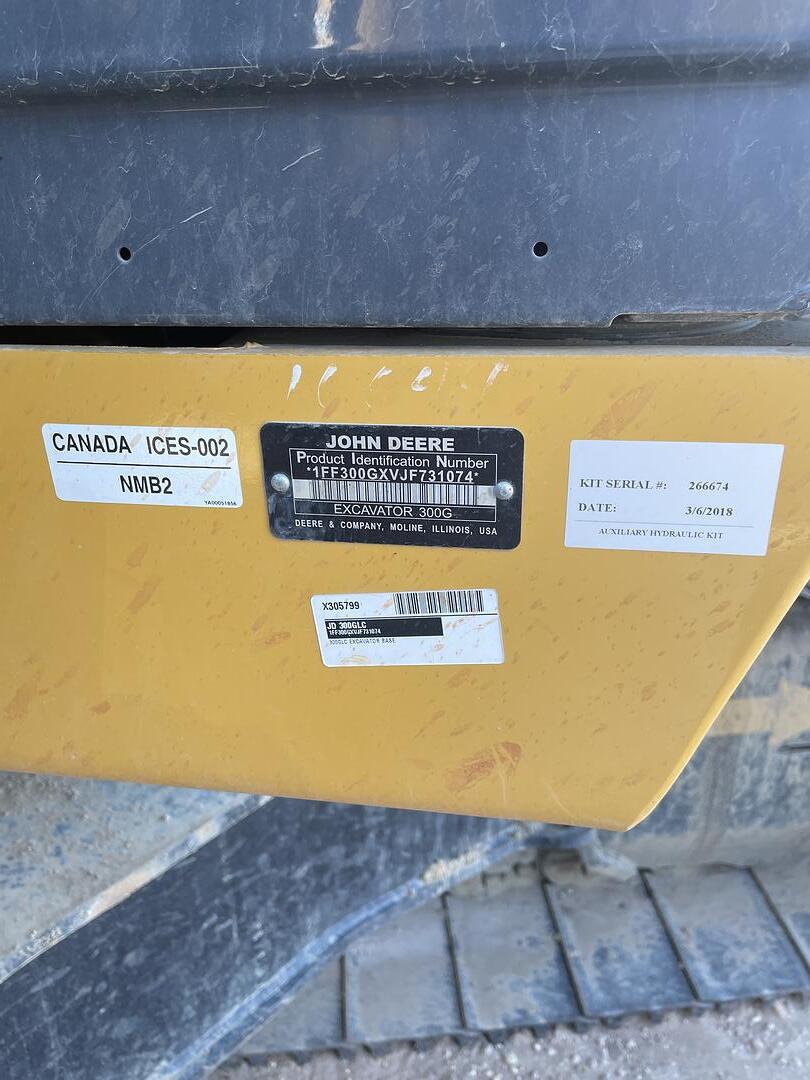 CANADA ICES-002
NMB2
YA00051856
JOHN DEERE
Product Identification Number
*1FF300GXVJF731074*
EXCAVATOR 300G
DEERE & COMPANY, MOLINE, ILLINOIS, USA
KIT SERIAL #: 266674
DATE: 3/6/2018
AUXILIARY HYDRAULIC KIT
X305799
JD 300GLC
1FF300GXVJF731074
300GLC EXCAVATOR BASE